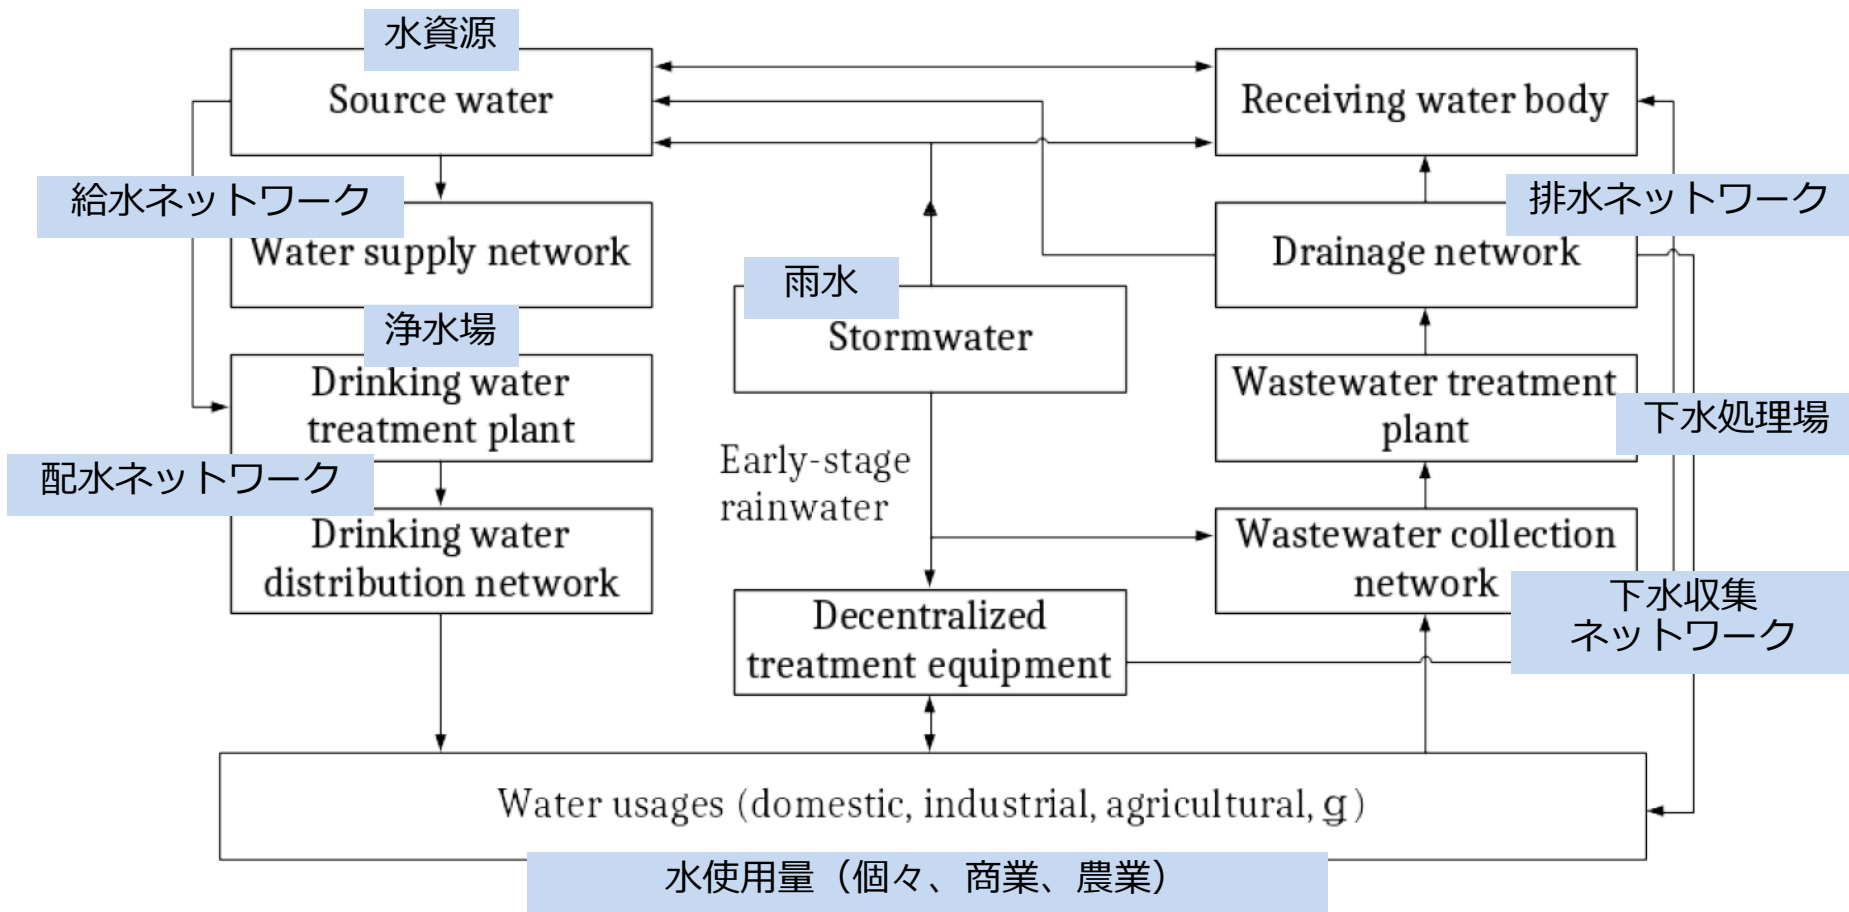 水資源
Source water
Receiving water body
給水ネットワーク
Water supply network
排水ネットワーク
Drainage network
雨水
Stormwater
浄水場
Drinking water
treatment plant
Wastewater treatment
plant
下水処理場
Early-stage
rainwater
配水ネットワーク
Drinking water
distribution network
Wastewater collection
network
下水収集
ネットワーク
Decentralized
treatment equipment
Water usages (domestic, industrial, agricultural, g)
水使用量（個々、商業、農業）